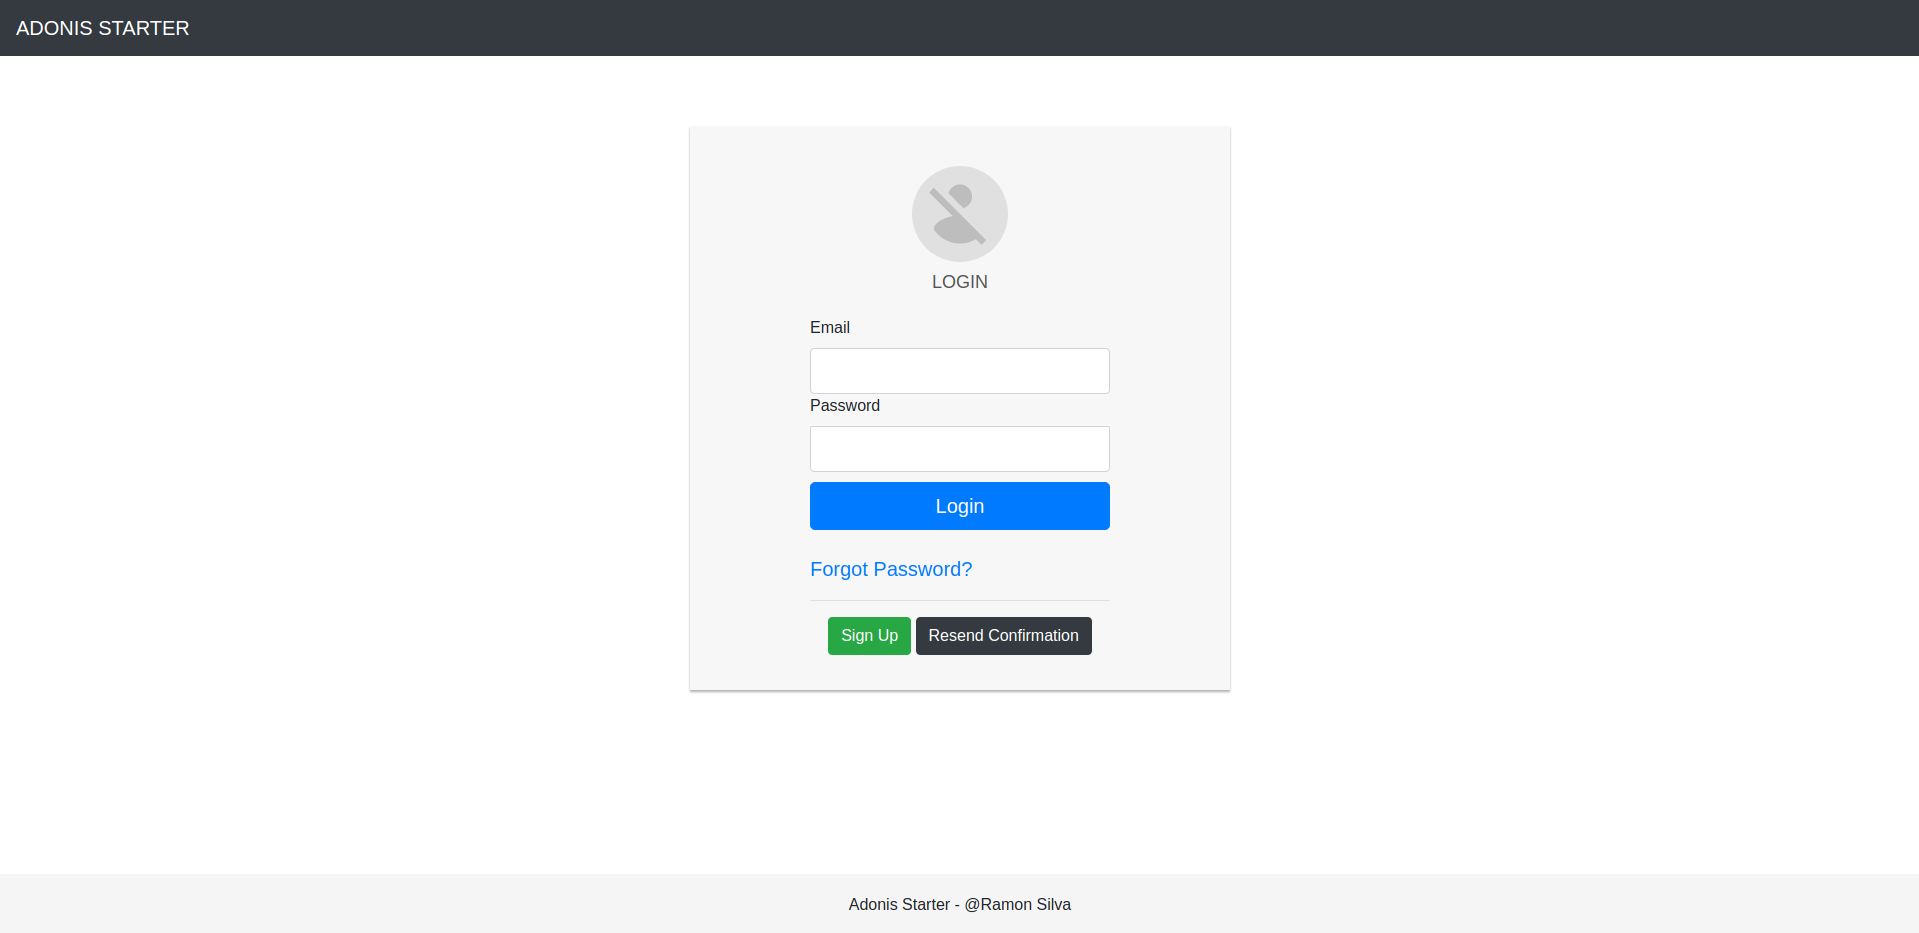 ADONIS STARTER
LOGIN
Email
Password
Login
Forgot Password?
Sign Up Resend Confirmation
Adonis Starter - @Ramon Silva